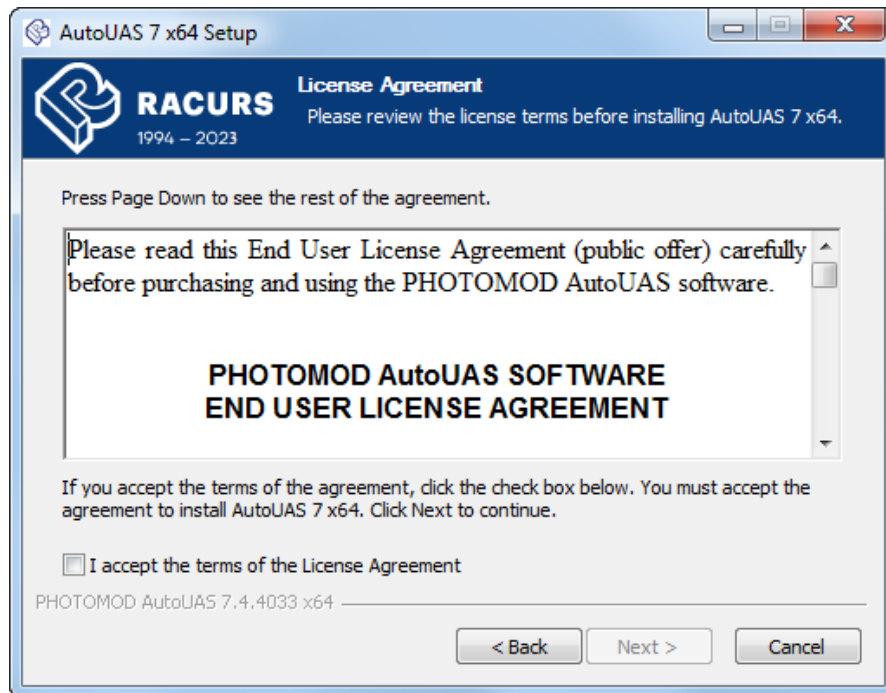 AutoUAS 7 x64 Setup
RACURS
1994 – 2023
License Agreement
Please review the license terms before installing AutoUAS 7 x64.
Press Page Down to see the rest of the agreement.
Please read this End User License Agreement (public offer) carefully
before purchasing and using the PHOTOMOD AutoUAS software.
PHOTOMOD AutoUAS SOFTWARE
END USER LICENSE AGREEMENT
If you accept the terms of the agreement, click the check box below. You must accept the
agreement to install AutoUAS 7 x64. Click Next to continue.
I accept the terms of the License Agreement
PHOTOMOD AutoUAS 7.4.4033 x64
< Back
Next >
Cancel